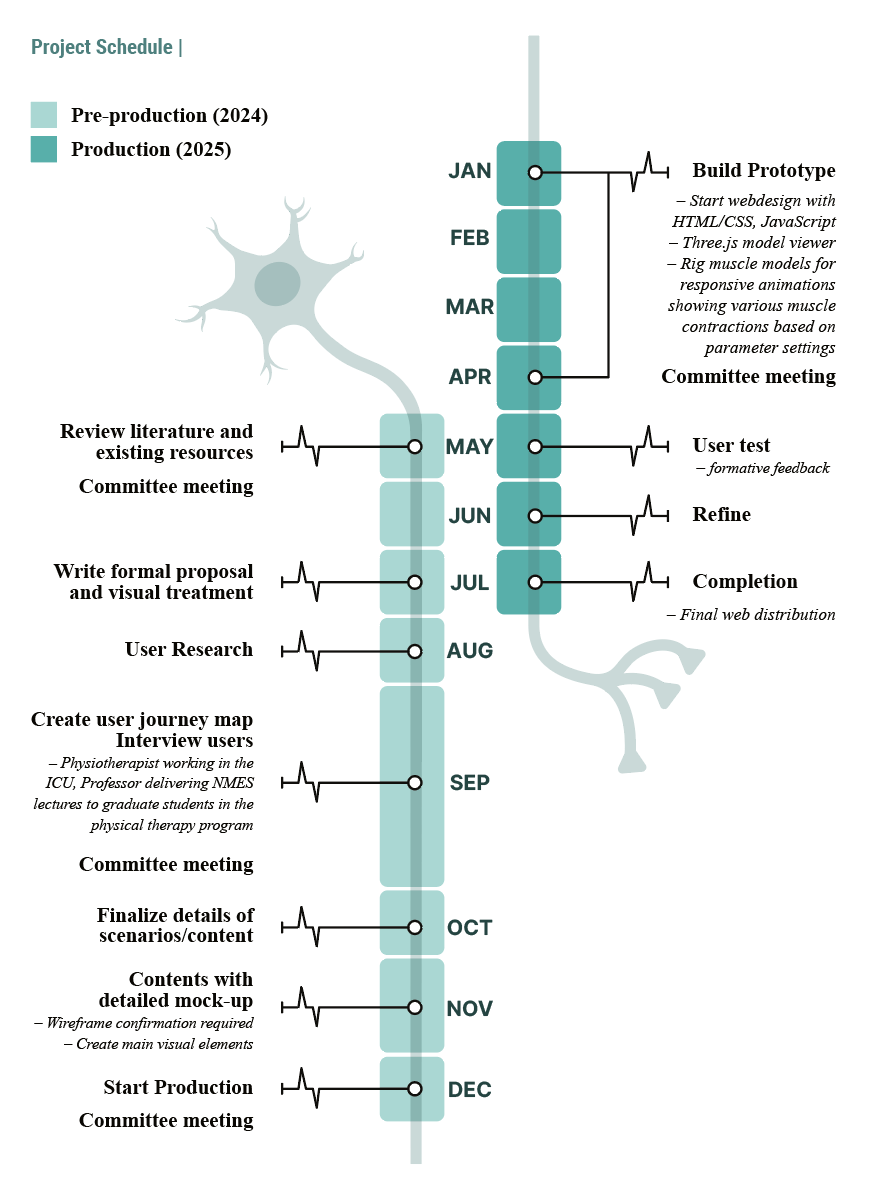 Project Schedule |
Pre-production (2024)
Production (2025)
JAN
FEB
MAR
APR
MAY
JUN
JUL
AUG
SEP
OCT
NOV
DEC
Review literature and
existing resources
Committee meeting
Write formal proposal
and visual treatment
User Research
Create user journey map
Interview users
– Physiotherapist working in the
ICU, Professor delivering NMES
lectures to graduate students in the
physical therapy program
Committee meeting
Finalize details of
scenarios/content
Contents with
detailed mock-up
– Wireframe confirmation required
– Create main visual elements
Start Production
Committee meeting
Build Prototype
– Start webdesign with
HTML/CSS, JavaScript
– Three.js model viewer
– Rig muscle models for
responsive animations
showing various muscle
contractions based on
parameter settings
Committee meeting
User test
– formative feedback
Refine
Completion
– Final web distribution